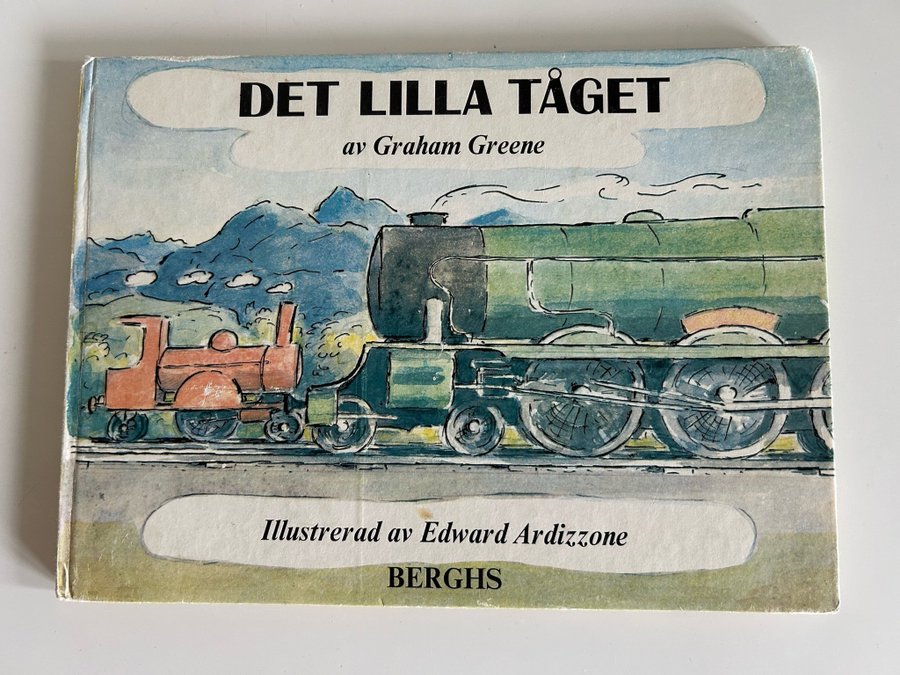 DET LILLA TÅGET
av Graham Greene
Illustrerad av Edward Ardizzone
BERGHS